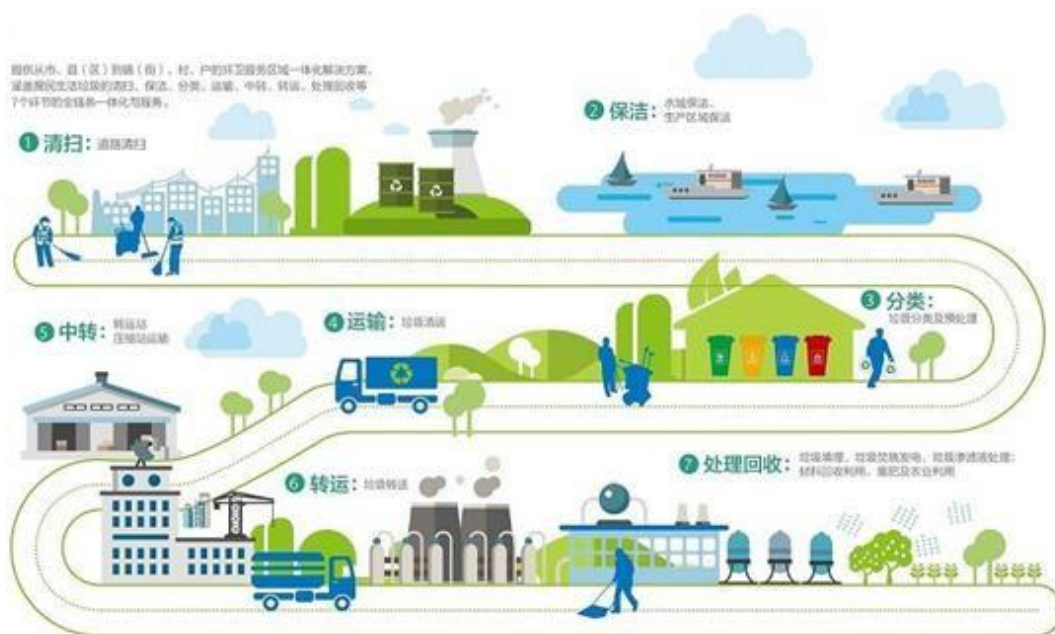 提供从市、县（区）到镇（街）、村、户的环卫服务区域一体化解决方案，
涵盖居民生活垃圾的清扫、保洁、分类、运输、中转、转运、处理回收等
7个环节的全链条一体化与服务。
1 清扫：道路清扫
2 保洁：水域保洁、
生产区域保洁
3 分类：
垃圾分类及预处理
4 运输：垃圾清运
5 中转：转运站
压缩站运输
6 转运：垃圾转运
7 处理回收：垃圾填埋、垃圾焚烧发电、垃圾渗滤液处理；
材料回收利用、堆肥及农业利用